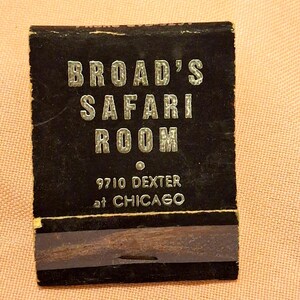 BROAD'S
SAFARI
ROOM
9710 DEXTER
at CHICAGO